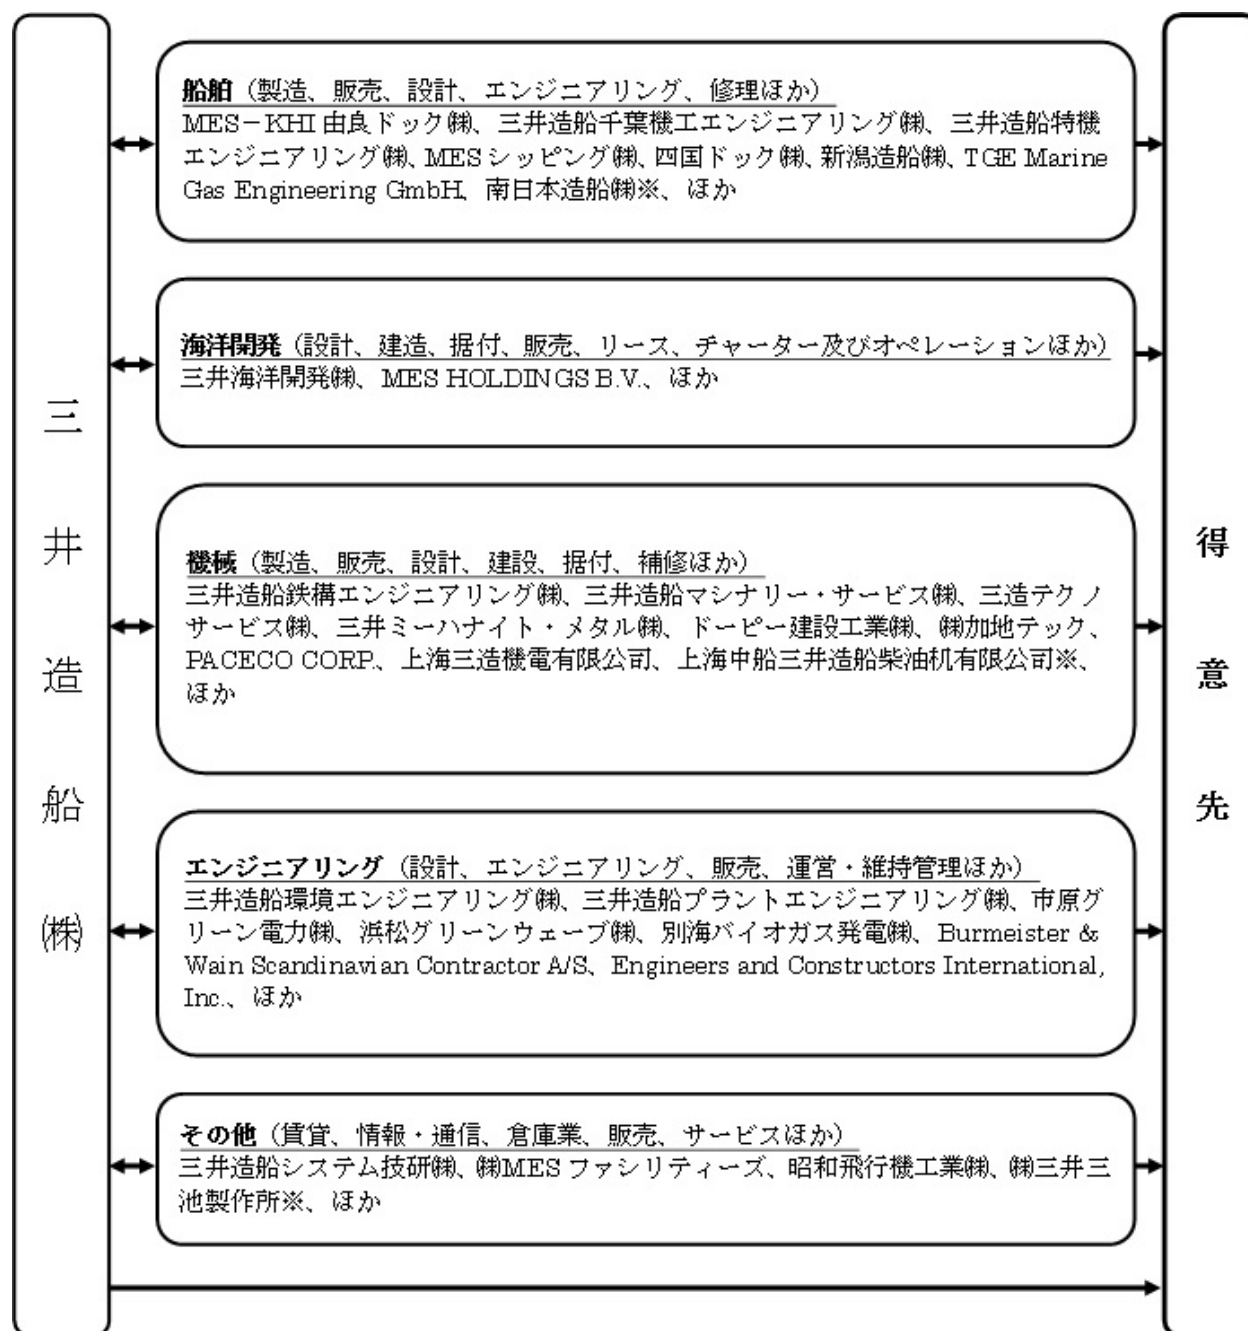 三井造船㈱
船舶（製造、販売、設計、エンジニアリング、修理ほか）
MES－KHI 由良ドック㈱、三井造船千葉機工エンジニアリング㈱、三井造船特機
エンジニアリング㈱、MES シッピング㈱、四国ドック㈱、新潟造船㈱、TGE Marine
Gas Engineering GmbH、南日本造船㈱※、ほか
海洋開発（設計、建造、据付、販売、リース、チャーター及びオペレーションほか）
三井海洋開発㈱、MES HOLDINGS B.V.、ほか
機械（製造、販売、設計、建設、据付、補修ほか）
三井造船鉄構エンジニアリング㈱、三井造船マシナリー・サービス㈱、三造テクノ
サービス㈱、三井ミーハナイト・メタル㈱、ドーピー建設工業㈱、㈱加地テック、
PACECO CORP.、上海三造機電有限公司、上海中船三井造船柴油机有限公司※、
ほか
エンジニアリング（設計、エンジニアリング、販売、運営・維持管理ほか）
三井造船環境エンジニアリング㈱、三井造船プラントエンジニアリング㈱、市原グ
リーン電力㈱、浜松グリーンウェーブ㈱、別海バイオガス発電㈱、Burmeister &
Wain Scandinavian Contractor A/S、Engineers and Constructors International,
Inc.、ほか
その他（賃貸、情報・通信、倉庫業、販売、サービスほか）
三井造船システム技研㈱、㈱MES ファシリティーズ、昭和飛行機工業㈱、㈱三井三
池製作所※、ほか
得意先